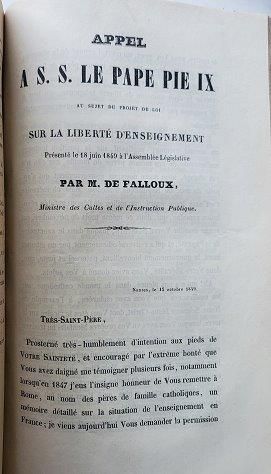 APPEL
A S. S. LE PAPE PIE IX
AU SUJET DU PROJET DE LOI
SUR LA LIBERTÉ D'ENSEIGNEMENT
Présenté le 18 juin 1849 à l'Assemblée Législative
PAR M. DE FALLOUX,
Ministre des Cultes et de l'Instruction Publique.
Nantes, le 15 octobre 1849.
TRÈS-SAINT-PÈRE,
Prosterné très-humblement d'intention aux pieds de
VOTRE SAINTETÉ, et encouragé par l'extrême bonté que
Vous avez daigné me témoigner plusieurs fois, notamment
lorsqu'en 1847 j'ens l'insigne honneur de Vous remettre à
Rome, au nom des pères de famille catholiques, un
mémoire détaillé sur la situation de l'enseignement en
France; je viens aujourd'hui Vous demander la permission